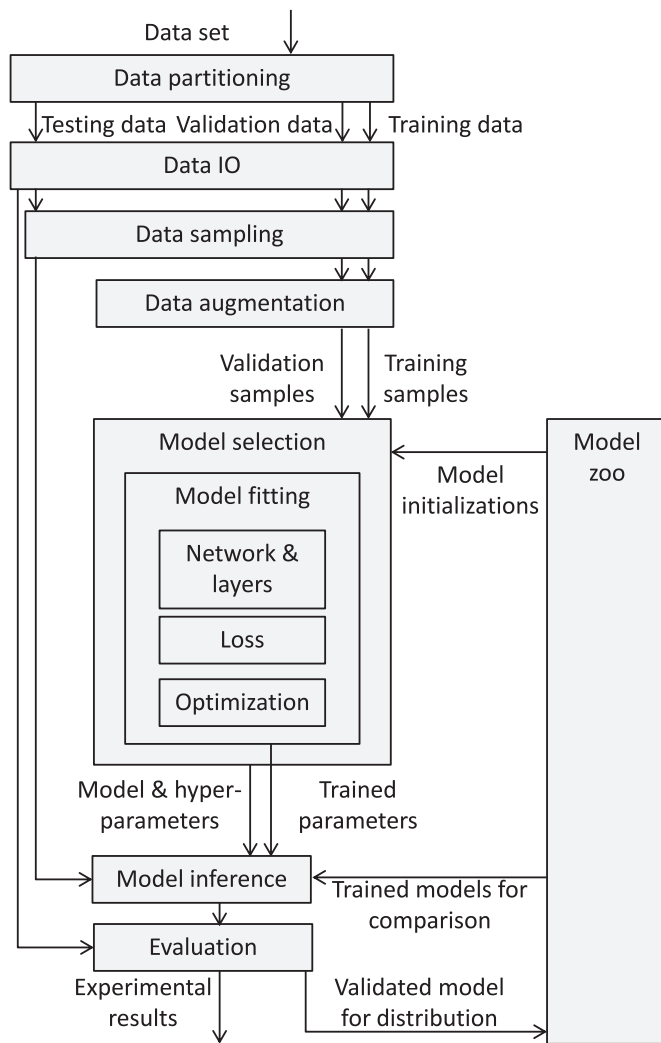 Data set
Data partitioning
Testing data Validation data Training data
Data IO
Data sampling
Data augmentation
Validation
samples
Training
samples
Model selection
Model
zoo
Model
initializations
Model fitting
Network &
layers
Loss
Optimization
Model & hyper-
parameters
Trained
parameters
Model inference
Trained models for
comparison
Evaluation
Experimental
results
Validated model
for distribution